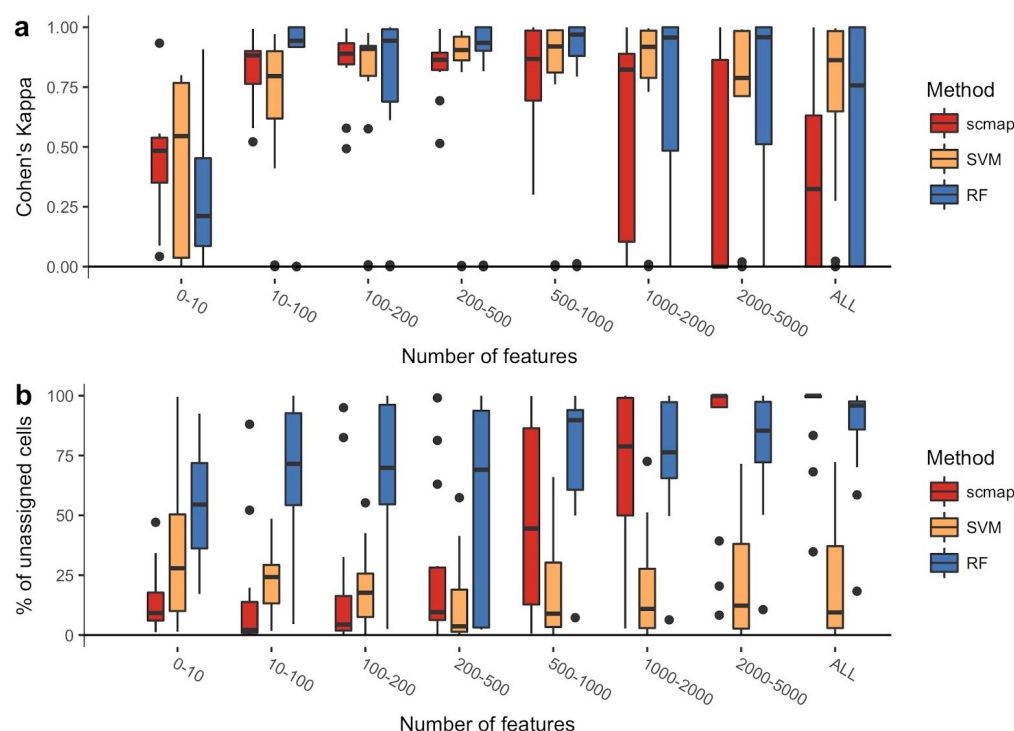 a
Cohen's Kappa
1.00
0.75
0.50
0.25
0.00
0-10
10-100
100-200
200-500
500-1000
1000-2000
2000-5000
ALL
Number of features
Method
scmap
SVM
RF
b
% of unassigned cells
100
75
50
25
0
0-10
10-100
100-200
200-500
500-1000
1000-2000
2000-5000
ALL
Number of features
Method
scmap
SVM
RF